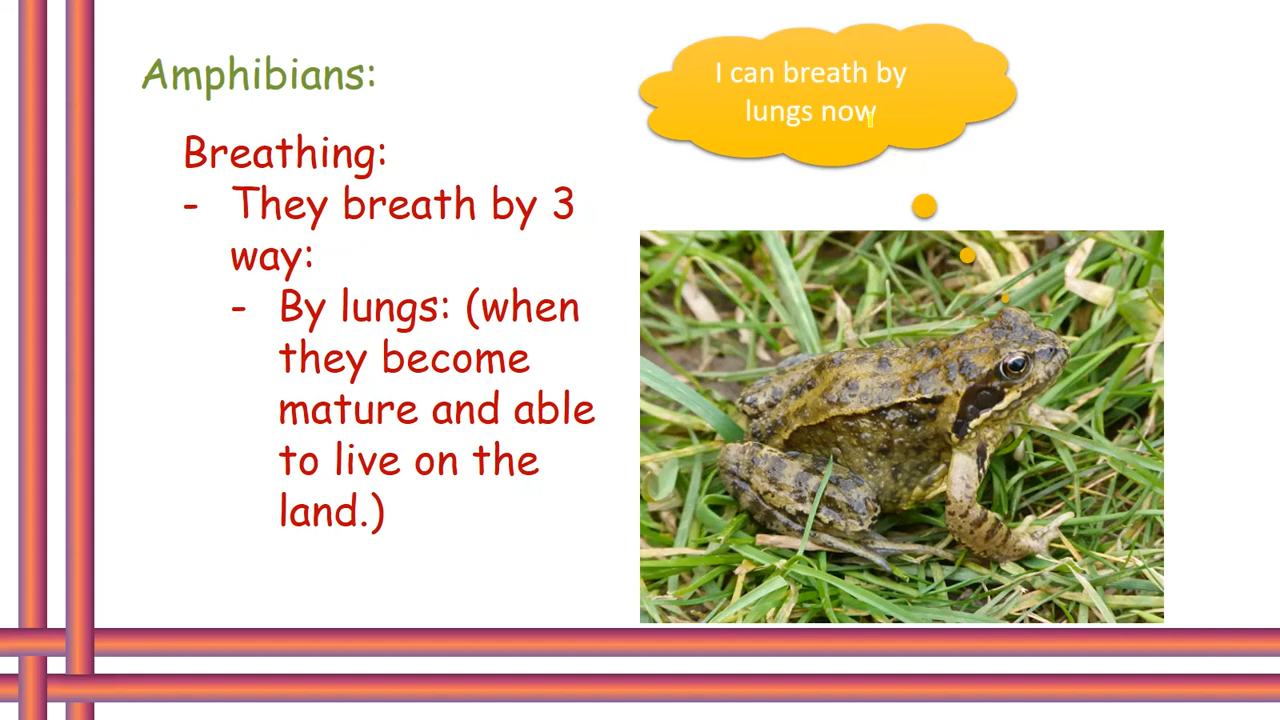 Amphibians:
Breathing:
- They breath by 3
way:
- By lungs: (when
they become
mature and able
to live on the
land.)
I can breath by
lungs now